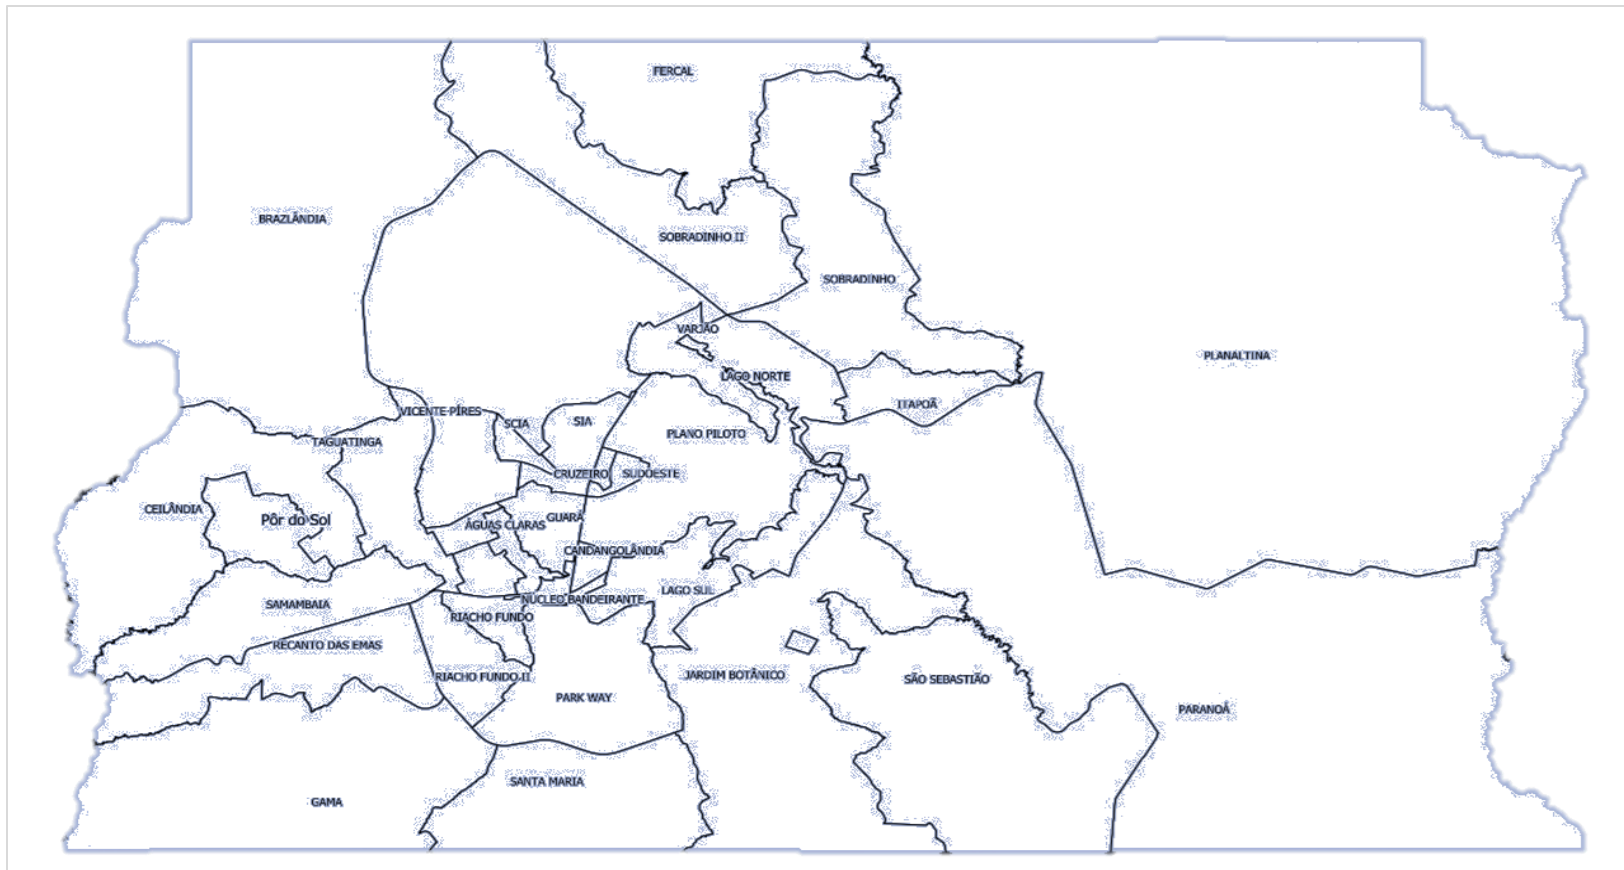 FERCAL
BRAZLÂNDIA
SOBRADINHO II
SOBRADINHO
VARJÃO
PLANALTINA
LAGO NORTE
ITAPOÃ
VICENTE PÍRES
SCIA
SIA
PLANO PILOTO
TAGUATINGA
CRUZEIRO
SUDOESTE
CEILÂNDIA
Pôr do Sol
ÁGUAS CLARAS
GUARÁ
CANDANGOLÂNDIA
LAGO SUL
NÚCLEO BANDEIRANTE
SAMAMBAIA
RIACHO FUNDO
RECANTO DAS EMAS
RIACHO FUNDO II
JARDIM BOTÂNICO
SÃO SEBASTIÃO
PARK WAY
PARANOÁ
SANTA MARIA
GAMA